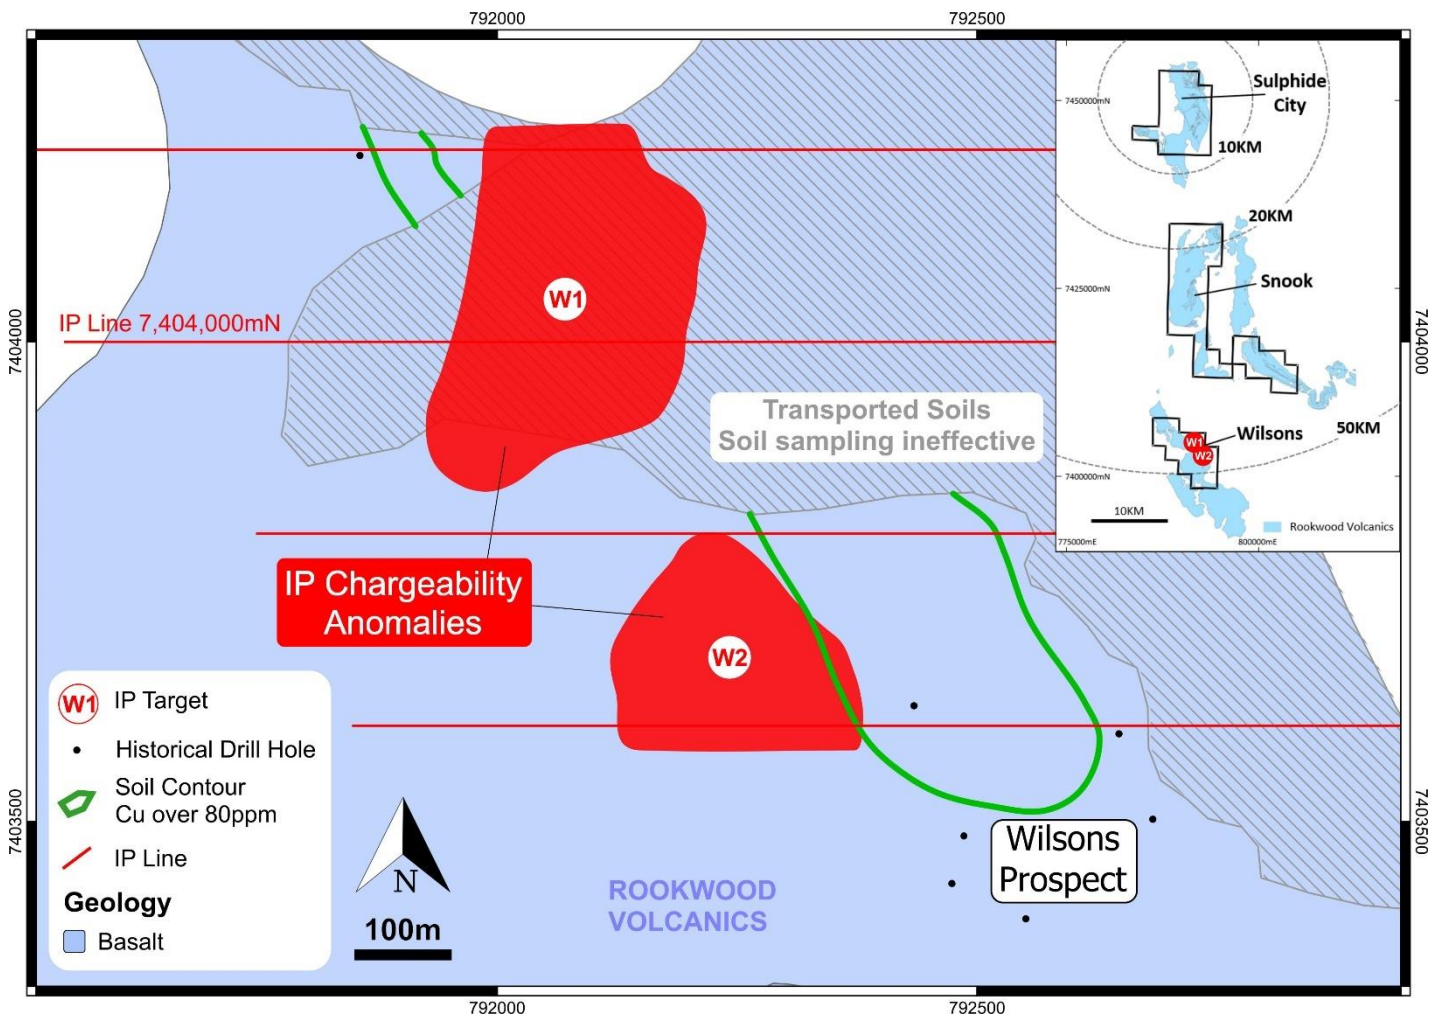 792000
792500
7404000
7403500
7404000
7403500
792000
792500
W1
IP Line 7,404,000mN
Transported Soils
Soil sampling ineffective
IP Chargeability
Anomalies
W2
W1 IP Target
Historical Drill Hole
Soil Contour
Cu over 80ppm
IP Line
Geology
Basalt
N
100m
ROOKWOOD
VOLCANICS
Wilsons
Prospect
7450000mN
Sulphide
City
10KM
20KM
7425000mN
Snook
Wilsons
50KM
W1
W2
7400000mN
10KM
Rookwood Volcanics
775000mE
800000mE